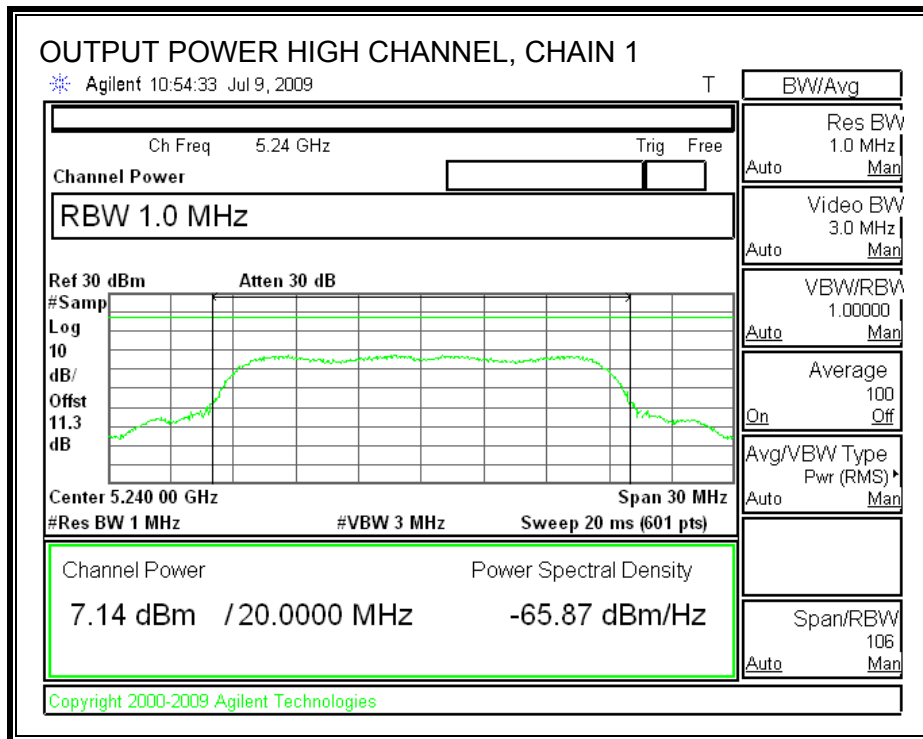 OUTPUT POWER HIGH CHANNEL, CHAIN 1
Agilent 10:54:33 Jul 9, 2009 T
Ch Freq 5.24 GHz Trig Free
Channel Power
RBW 1.0 MHz
Ref 30 dBm Atten 30 dB
#Samp
Log
10
dB/
Offst
11.3
dB
Center 5.240 00 GHz Span 30 MHz
#Res BW 1 MHz #VBW 3 MHz Sweep 20 ms (601 pts)
Channel Power Power Spectral Density
7.14 dBm /20.0000 MHz -65.87 dBm/Hz
Copyright 2000-2009 Agilent Technologies
BW/Avg
Res BW
1.0 MHz
Auto Man
Video BW
3.0 MHz
Auto Man
VBW/RBW
1.00000
Auto Man
Average
100
On Off
Avg/VBW Type
Pwr (RMS)
Auto Man
Span/RBW
106
Auto Man